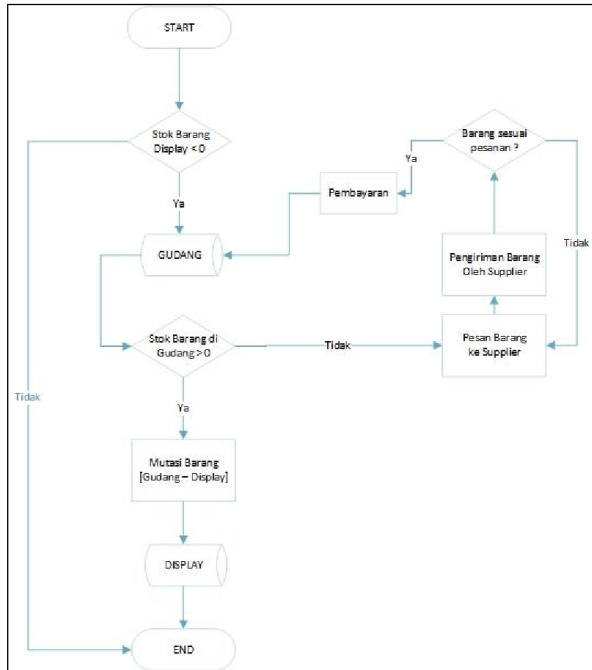 START
Stok Barang
Display < 0
Barang sesuai
pesanan ?
Ya
Pembayaran
Ya
GUDANG
Pengiriman Barang
Oleh Supplier
Tidak
Stok Barang di
Gudang > 0
Tidak
Pesan Barang
ke Supplier
Tidak
Ya
Mutasi Barang
[Gudang – Display]
DISPLAY
END